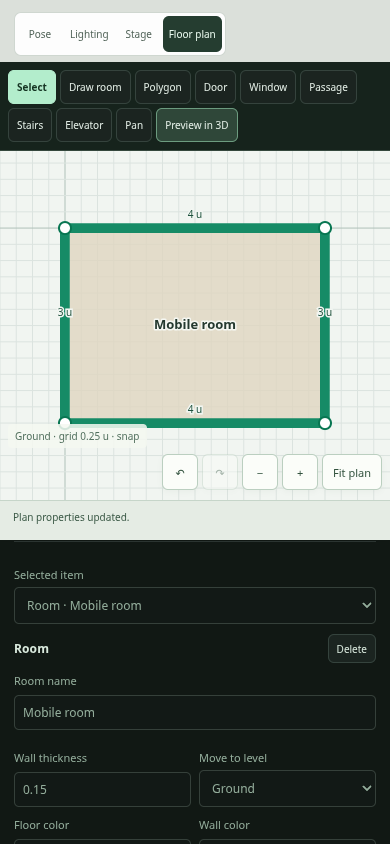 Pose Lighting Stage Floor plan
Select Draw room Polygon Door Window Passage
Stairs Elevator Pan Preview in 3D
4 u
3 u 3 u
Mobile room
4 u
Ground · grid 0.25 u · snap
↶ ↷ − + Fit plan
Plan properties updated.
Selected item
Room · Mobile room
Room Delete
Room name
Mobile room
Wall thickness Move to level
0.15 Ground
Floor color Wall color